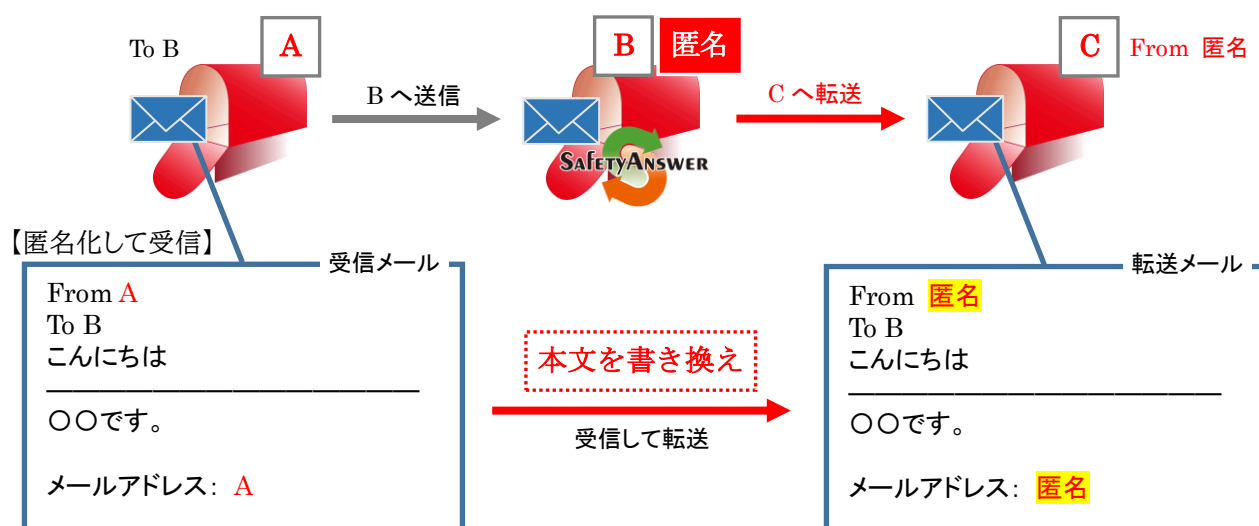 To B
A
B へ送信
B
匿名
C へ転送
C
From 匿名
SAFETYANSWER
【匿名化して受信】
受信メール
From A
To B
こんにちは
〇〇です。
メールアドレス： A
本文を書き換え
受信して転送
転送メール
From 匿名
To B
こんにちは
〇〇です。
メールアドレス： 匿名